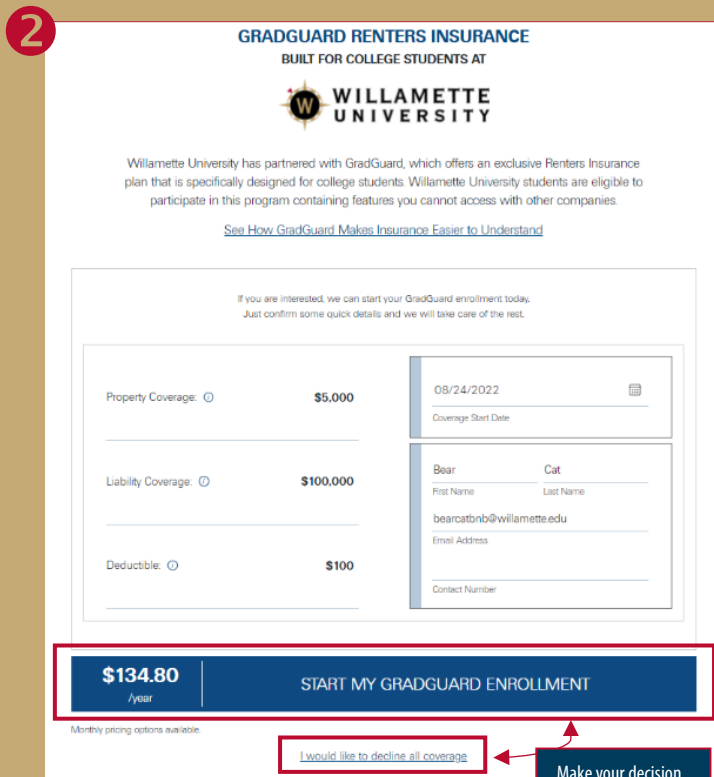 2
GRADGUARD RENTERS INSURANCE
BUILT FOR COLLEGE STUDENTS AT
W
WILLAMETTE
UNIVERSITY
Willamette University has partnered with GradGuard, which offers an exclusive Renters Insurance
plan that is specifically designed for college students. Willamette University students are eligible to
participate in this program containing features you cannot access with other companies.
See How GradGuard Makes Insurance Easier to Understand
If you are interested, we can start your GradGuard enrollment today.
Just confirm some quick details and we will take care of the rest.
Property Coverage: $5,000
08/24/2022
Coverage Start Date
Liability Coverage: $100,000
Bear Cat
First Name Last Name
bearcatbnb@willamette.edu
Email Address
Deductible: $100
Contact Number
$134.80
/year
START MY GRADGUARD ENROLLMENT
Monthly pricing options available.
I would like to decline all coverage
Make your decision